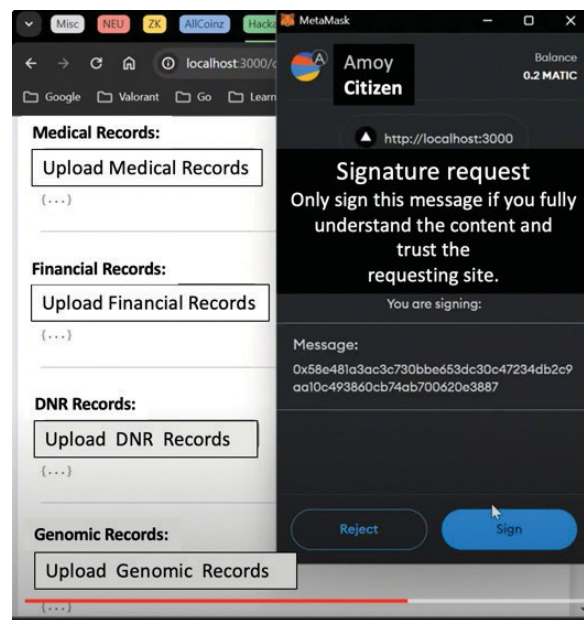 Misc NEU ZK AllCoinz Hacka
localhost:3000/c
Google Valorant Go Learn
Medical Records:
Upload Medical Records
{...}
Financial Records:
Upload Financial Records
{...}
DNR Records:
Upload DNR Records
{...}
Genomic Records:
Upload Genomic Records
{...}
MetaMask
A
Amoy
Citizen
Balance
0.2 MATIC
http://localhost:3000
Signature request
Only sign this message if you fully
understand the content and
trust the
requesting site.
You are signing:
Message:
0x58e481a3ac3c730bbe653dc30c47234db2c9
aa10c493860cb74ab700620e3887
Reject Sign